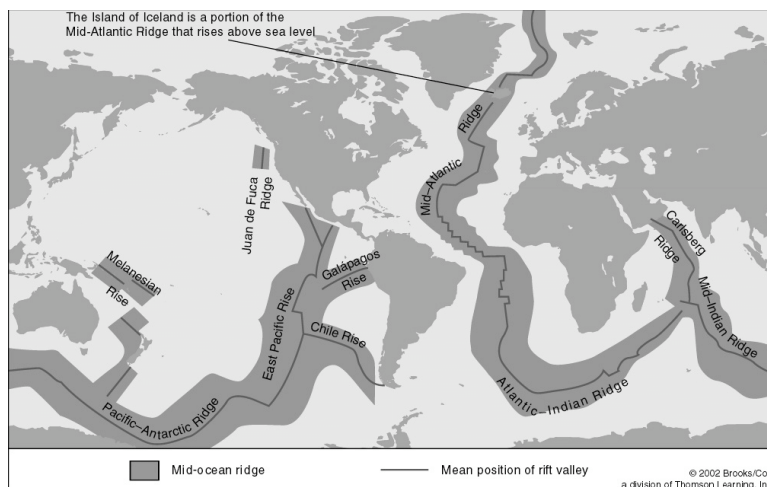 The Island of Iceland is a portion of the
Mid-Atlantic Ridge that rises above sea level
Mid-Atlantic
Ridge
Juan de Fuca
Ridge
Melanesian
Rise
Galápagos
Rise
East Pacific Rise
Chile Rise
Pacific–Antarctic Ridge
Carlsberg
Ridge
Mid–Indian Ridge
Atlantic–Indian Ridge
Mid-ocean ridge
Mean position of rift valley
© 2002 Brooks/Co
a division of Thomson Learning, In